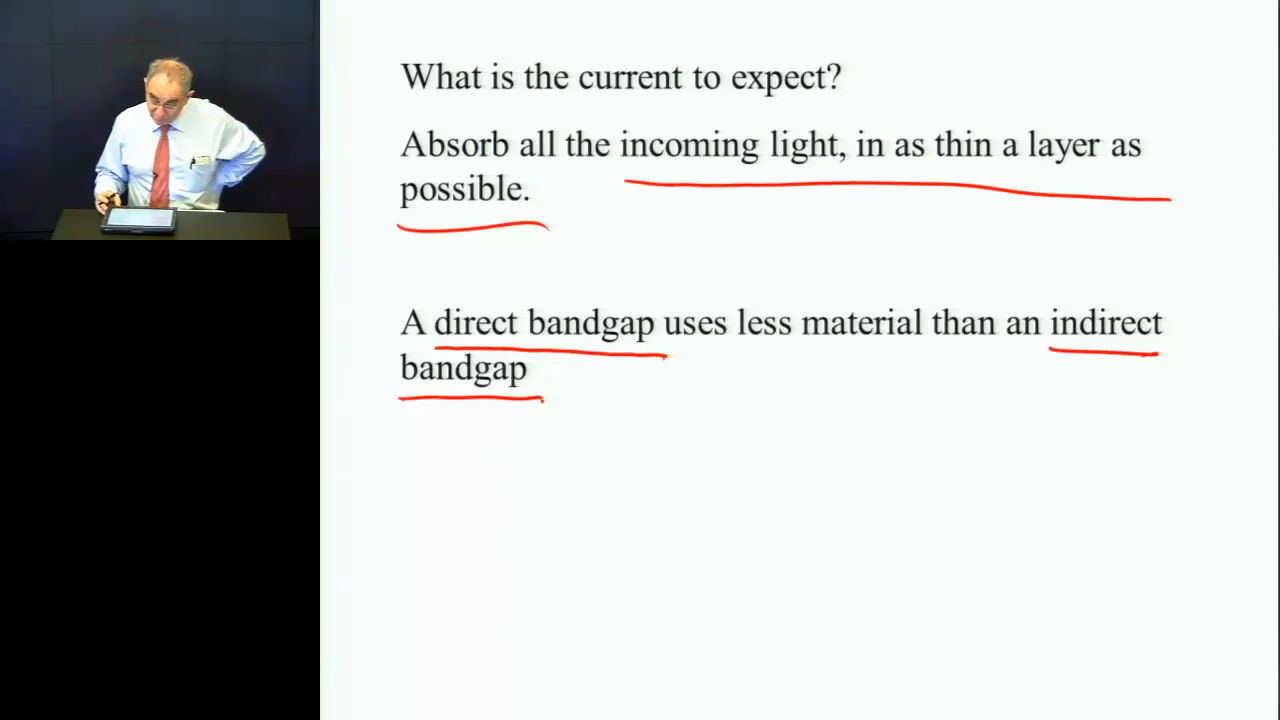 What is the current to expect?
Absorb all the incoming light, in as thin a layer as
possible.
A direct bandgap uses less material than an indirect
bandgap